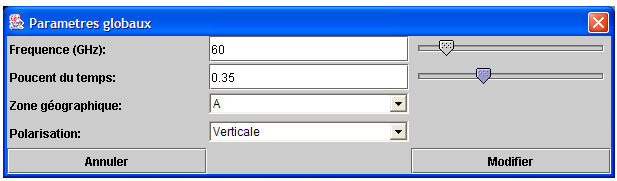 Parametres globaux
Frequence (GHz): 60
Poucent du temps: 0.35
Zone géographique: A
Polarisation: Verticale
Annuler Modifier